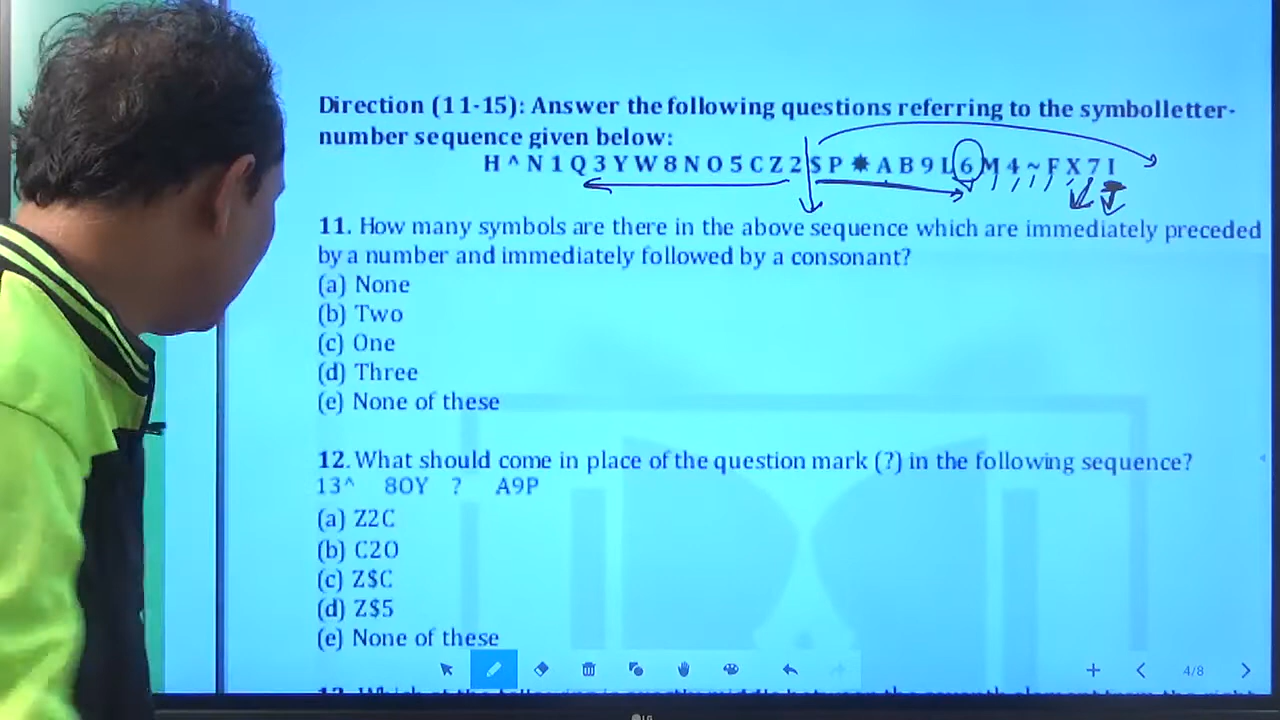 Direction (11-15): Answer the following questions referring to the symbolletter-
number sequence given below:
H ^ N 1 Q 3 Y W 8 N O 5 C Z 2 $ P * A B 9 L 6 M 4 ~ F X 7 I
11. How many symbols are there in the above sequence which are immediately preceded
by a number and immediately followed by a consonant?
(a) None
(b) Two
(c) One
(d) Three
(e) None of these
12. What should come in place of the question mark (?) in the following sequence?
13^ 8OY ? A9P
(a) Z2C
(b) C2O
(c) Z$C
(d) Z$5
(e) None of these
4/8
LG